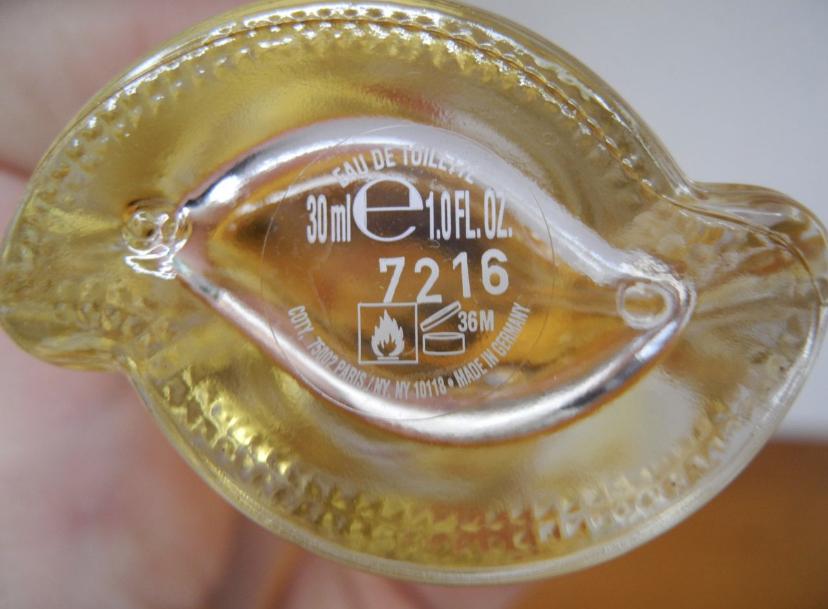 EAU DE TOILETTE
30 ml e 1.0 FL. OZ.
7216
36M
COTY. 75002 PARIS / NY, NY 10118 • MADE IN GERMANY